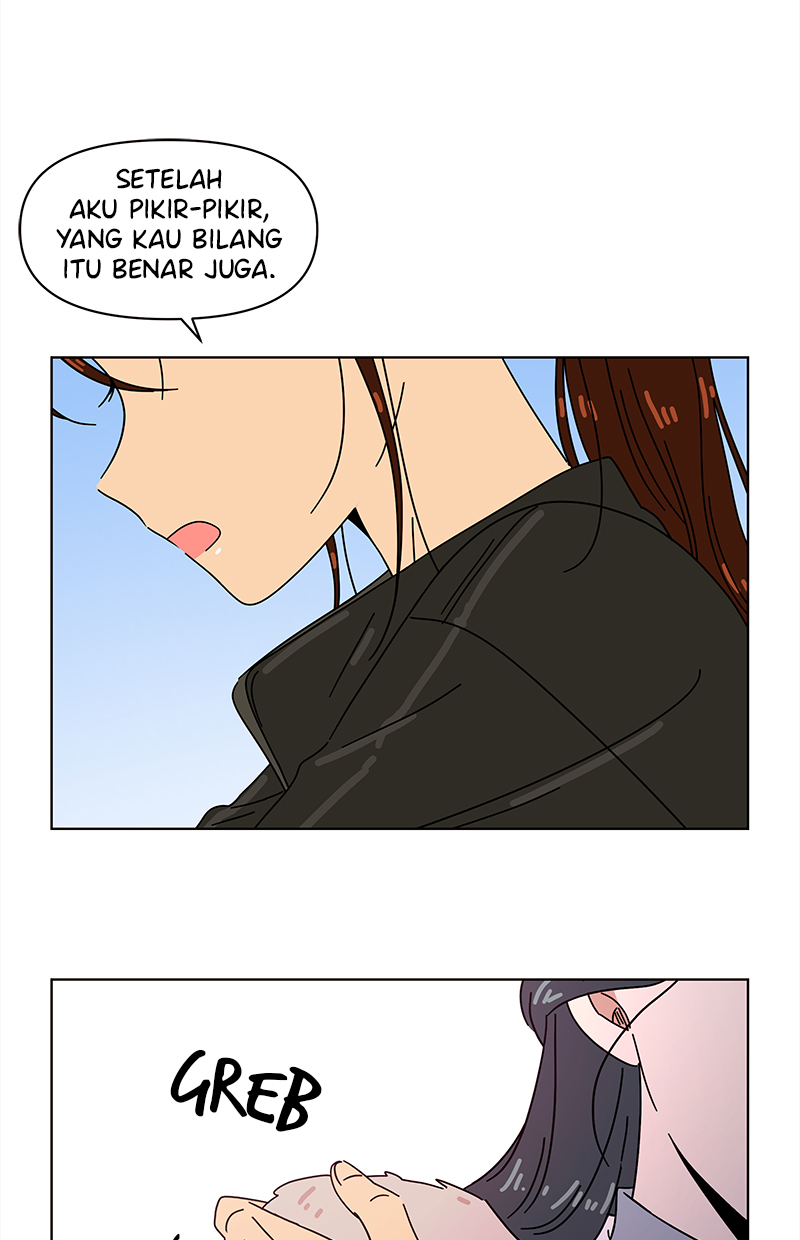 SETELAH
AKU PIKIR-PIKIR,
YANG KAU BILANG
ITU BENAR JUGA.
GREB